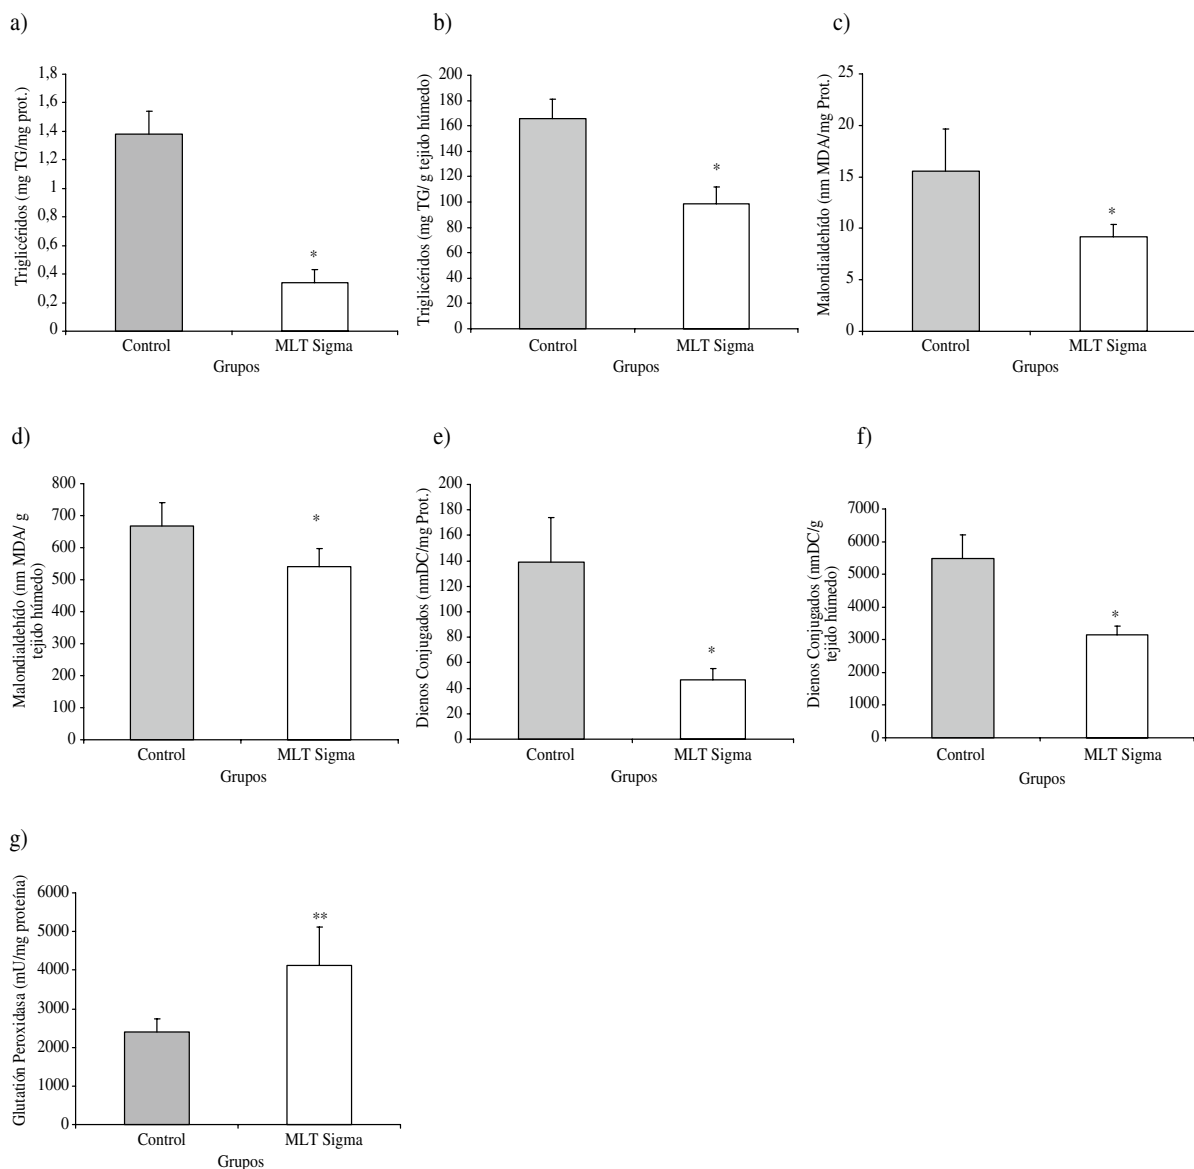 a)
Triglicéridos (mg TG/mg prot.)
1,8
1,6
1,4
1,2
1
0,8
0,6
0,4
0,2
0
*
Control
MLT Sigma
Grupos
b)
Triglicéridos (mg TG/ g tejido húmedo)
200
180
160
140
120
100
80
60
40
20
0
*
Control
MLT Sigma
Grupos
c)
Malondialdehído (nm MDA/mg Prot.)
25
20
15
10
5
0
*
Control
MLT Sigma
Grupos
d)
Malondialdehído (nm MDA/ g
tejido húmedo)
800
700
600
500
400
300
200
100
0
*
Control
MLT Sigma
Grupos
e)
Dienos Conjugados (nmDC/mg Prot.)
200
180
160
140
120
100
80
60
40
20
0
*
Control
MLT Sigma
Grupos
f)
Dienos Conjugados (nmDC/g
tejido húmedo)
7000
6000
5000
4000
3000
2000
1000
0
*
Control
MLT Sigma
Grupos
g)
Glutatión Peroxidasa (mU/mg proteína)
6000
5000
4000
3000
2000
1000
0
**
Control
MLT Sigma
Grupos